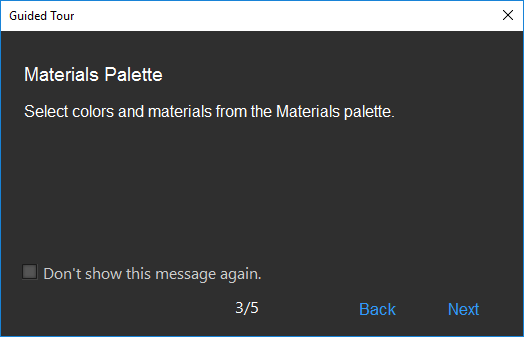 Guided Tour
Materials Palette
Select colors and materials from the Materials palette.
Don't show this message again.
3/5 Back Next